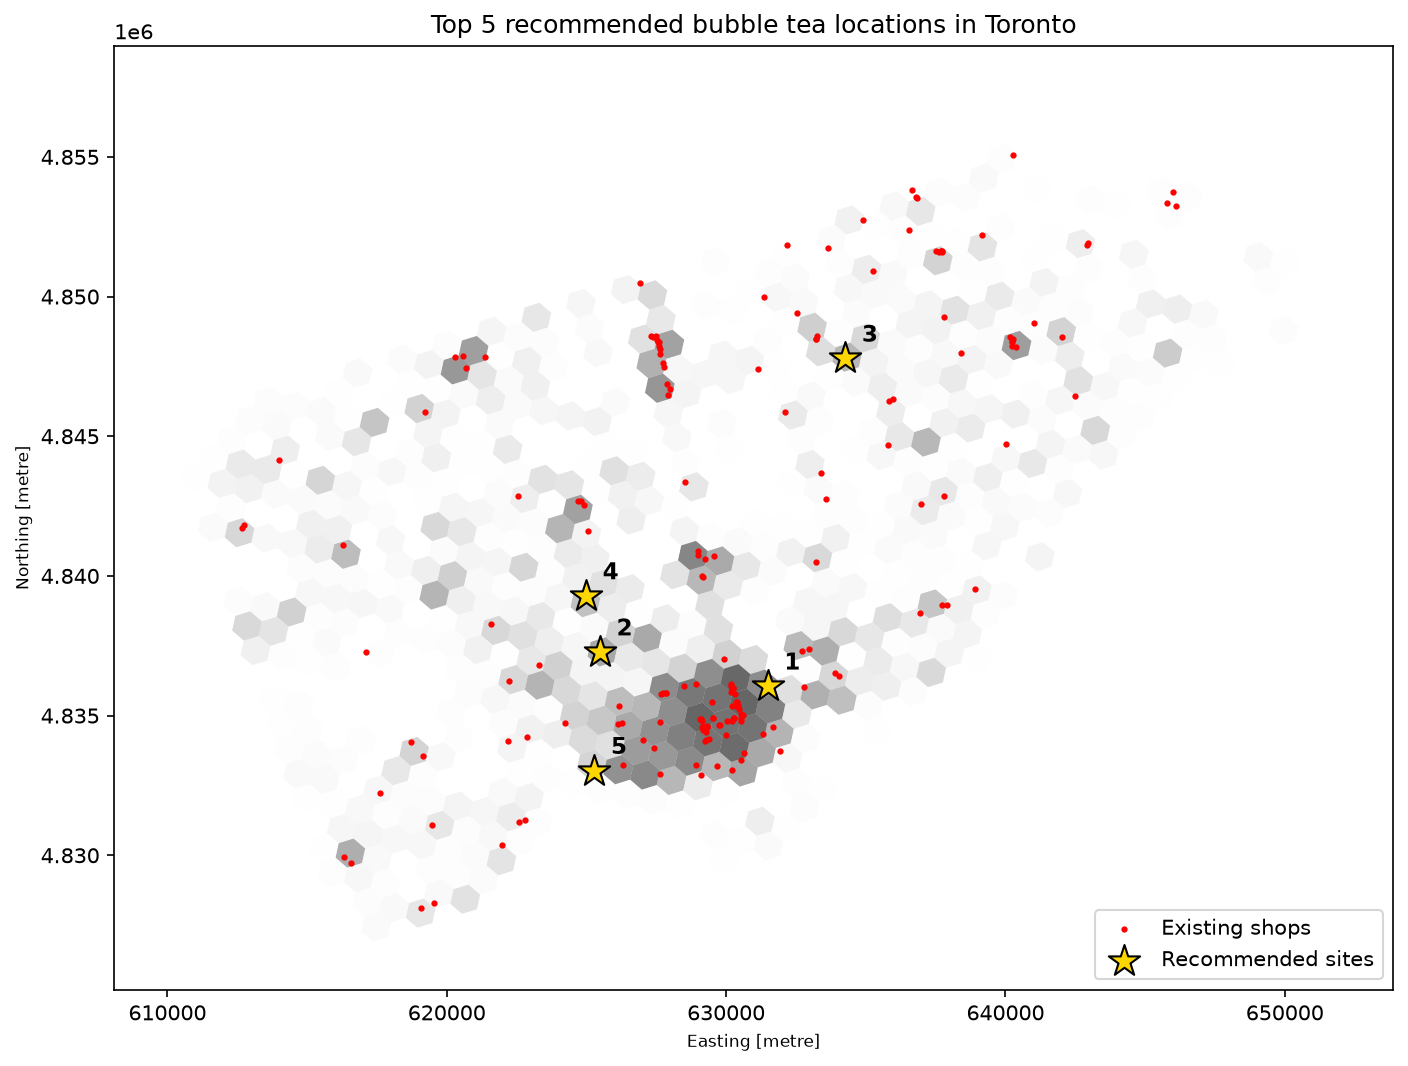 Top 5 recommended bubble tea locations in Toronto
1e6
4.855
4.850
4.845
4.840
4.835
4.830
Northing [metre]
3
4
2
1
5
Existing shops
Recommended sites
610000 620000 630000 640000 650000
Easting [metre]